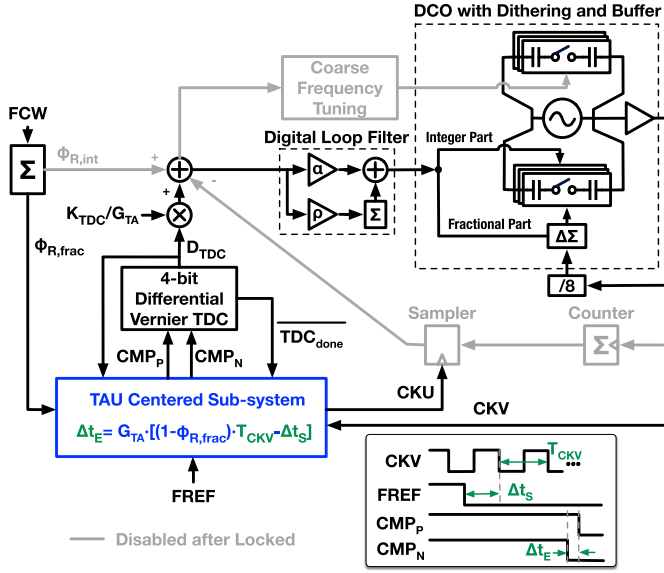 DCO with Dithering and Buffer
Coarse
Frequency
Tuning
FCW
Σ
ΦR,int
+
+
-
Digital Loop Filter
α
ρ
Σ
Integer Part
Fractional Part
ΔΣ
/8
KTDC/GTA
DTDC
ΦR,frac
4-bit
Differential
Vernier TDC
TDCdone
CMPP
CMPN
Sampler
Counter
Σ
CKU
CKV
TAU Centered Sub-system
ΔtE= GTA·[(1-ΦR,frac)·TCKV-ΔtS]
FREF
CKV
TCKV
FREF
ΔtS
CMPP
CMPN
ΔtE
Disabled after Locked